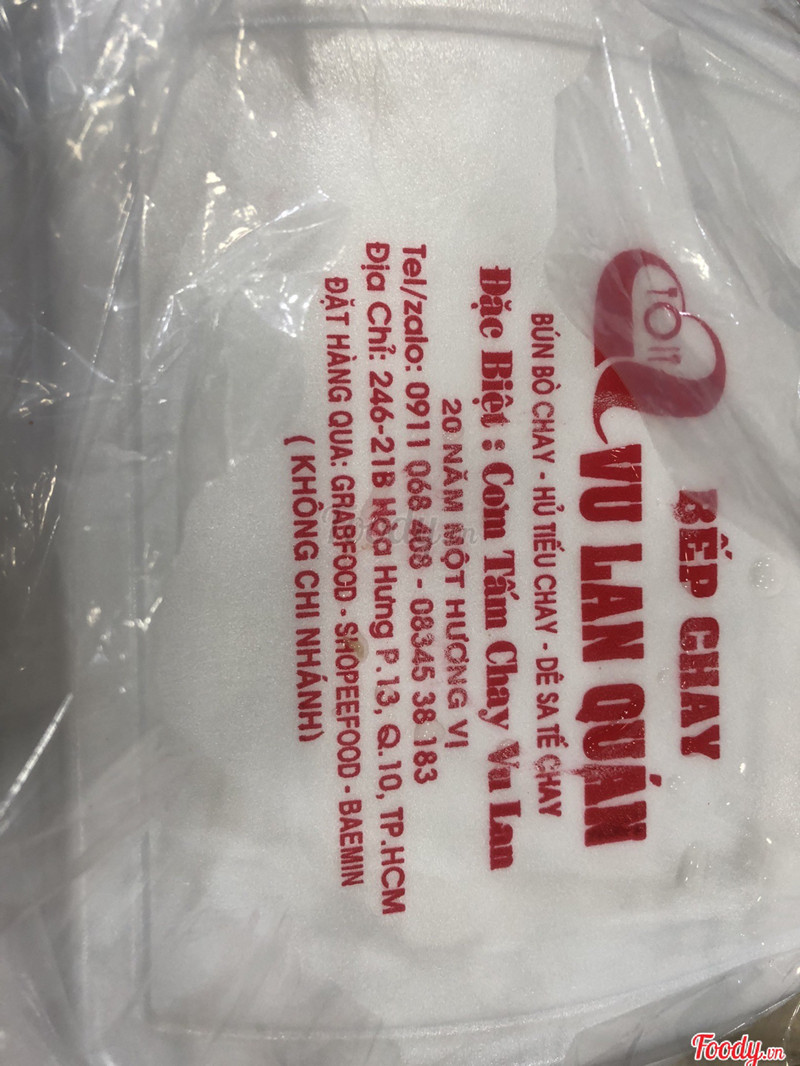 BẾP CHAY
VU LAN QUÁN
BÚN BÒ CHAY - HỦ TIẾU CHAY - DÊ SA TẾ CHAY
Đặc Biệt : Cơm Tấm Chay Vu Lan
20 NĂM MỘT HƯƠNG VỊ
Tel/zalo: 0911 068 - 08345 38 183
Địa Chỉ: 246-21B Hòa Hưng P.13, Q.10, TP.HCM
ĐẶT HÀNG QUA: GRABFOOD - SHOPEEFOOD - BAEMIN
( KHÔNG CHI NHÁNH)
Foody.vn
Foody.vn